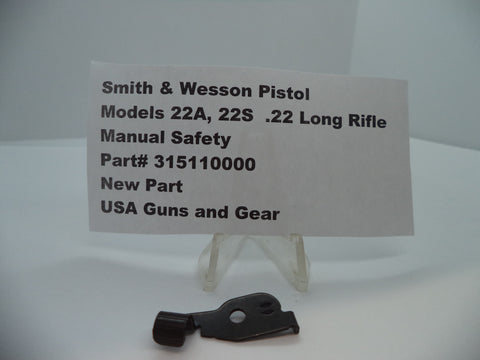 Smith & Wesson Pistol
Models 22A, 22S .22 Long Rifle
Manual Safety
Part# 315110000
New Part
USA Guns and Gear